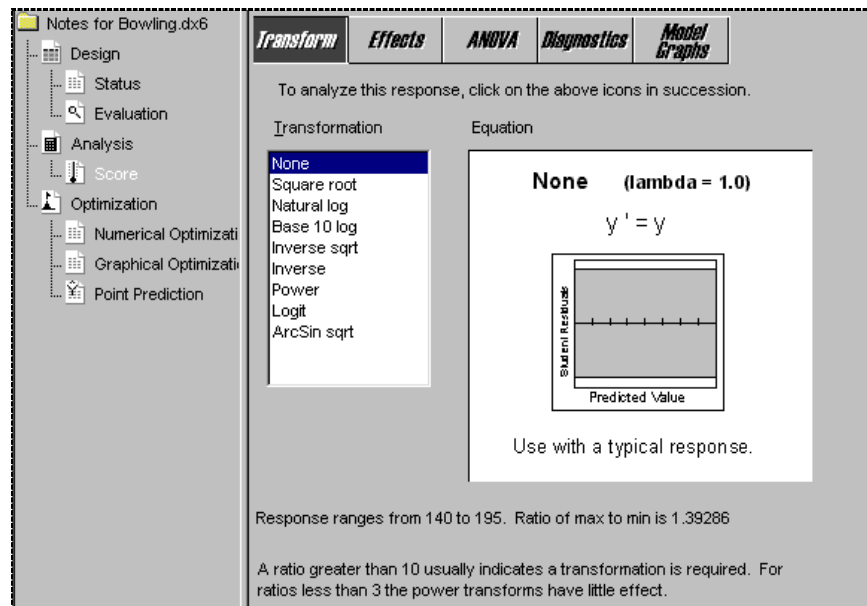 Notes for Bowling.dx6
Design
Status
Evaluation
Analysis
Score
Optimization
Numerical Optimizati
Graphical Optimizati
Point Prediction
Transform Effects ANOVA Diagnostics Model Graphs
To analyze this response, click on the above icons in succession.
Transformation
None
Square root
Natural log
Base 10 log
Inverse sqrt
Inverse
Power
Logit
ArcSin sqrt
Equation
None (lambda = 1.0)
y ' = y
Student Residuals
Predicted Value
Use with a typical response.
Response ranges from 140 to 195. Ratio of max to min is 1.39286
A ratio greater than 10 usually indicates a transformation is required. For
ratios less than 3 the power transforms have little effect.